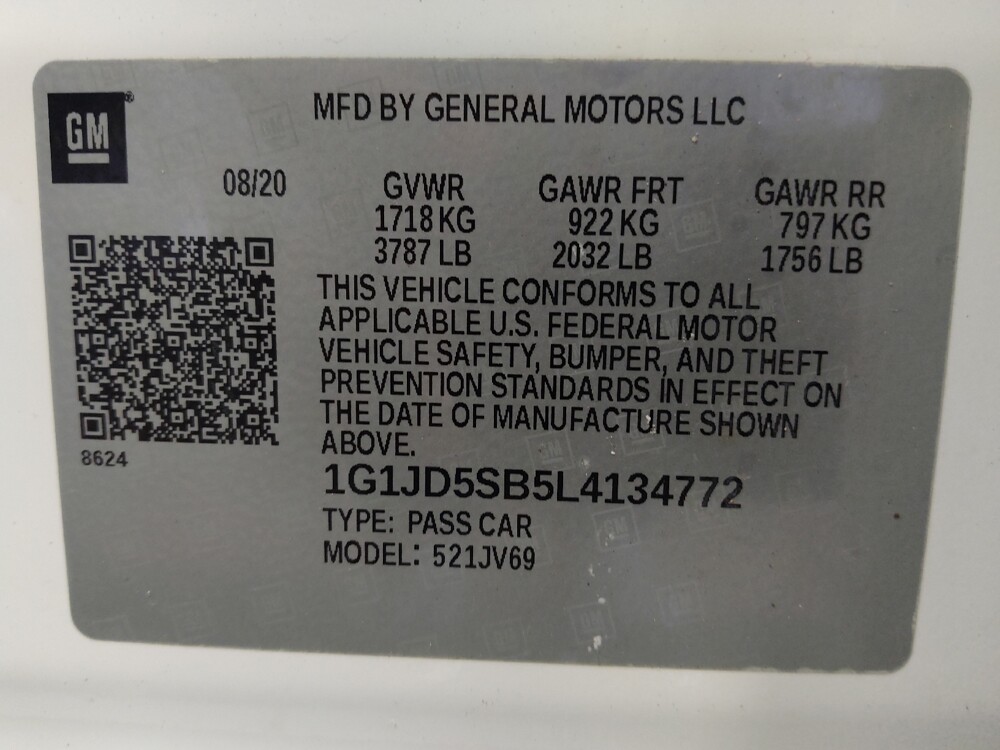 GM
MFD BY GENERAL MOTORS LLC
08/20
GVWR
1718 KG
3787 LB
GAWR FRT
922 KG
2032 LB
GAWR RR
797 KG
1756 LB
THIS VEHICLE CONFORMS TO ALL
APPLICABLE U.S. FEDERAL MOTOR
VEHICLE SAFETY, BUMPER, AND THEFT
PREVENTION STANDARDS IN EFFECT ON
THE DATE OF MANUFACTURE SHOWN
ABOVE.
8624
1G1JD5SB5L4134772
TYPE: PASS CAR
MODEL: 521JV69